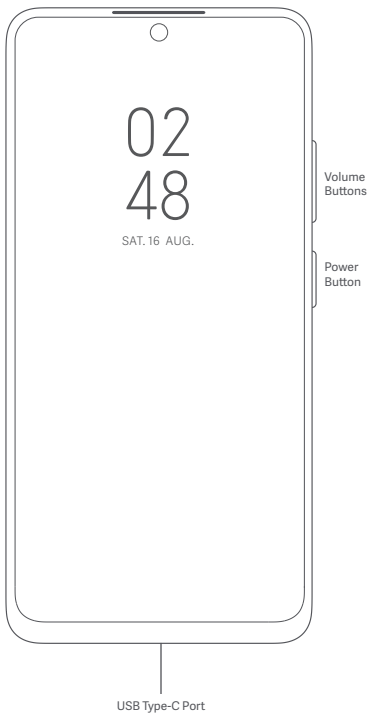 02
48
SAT. 16 AUG.
Volume
Buttons
Power
Button
USB Type-C Port